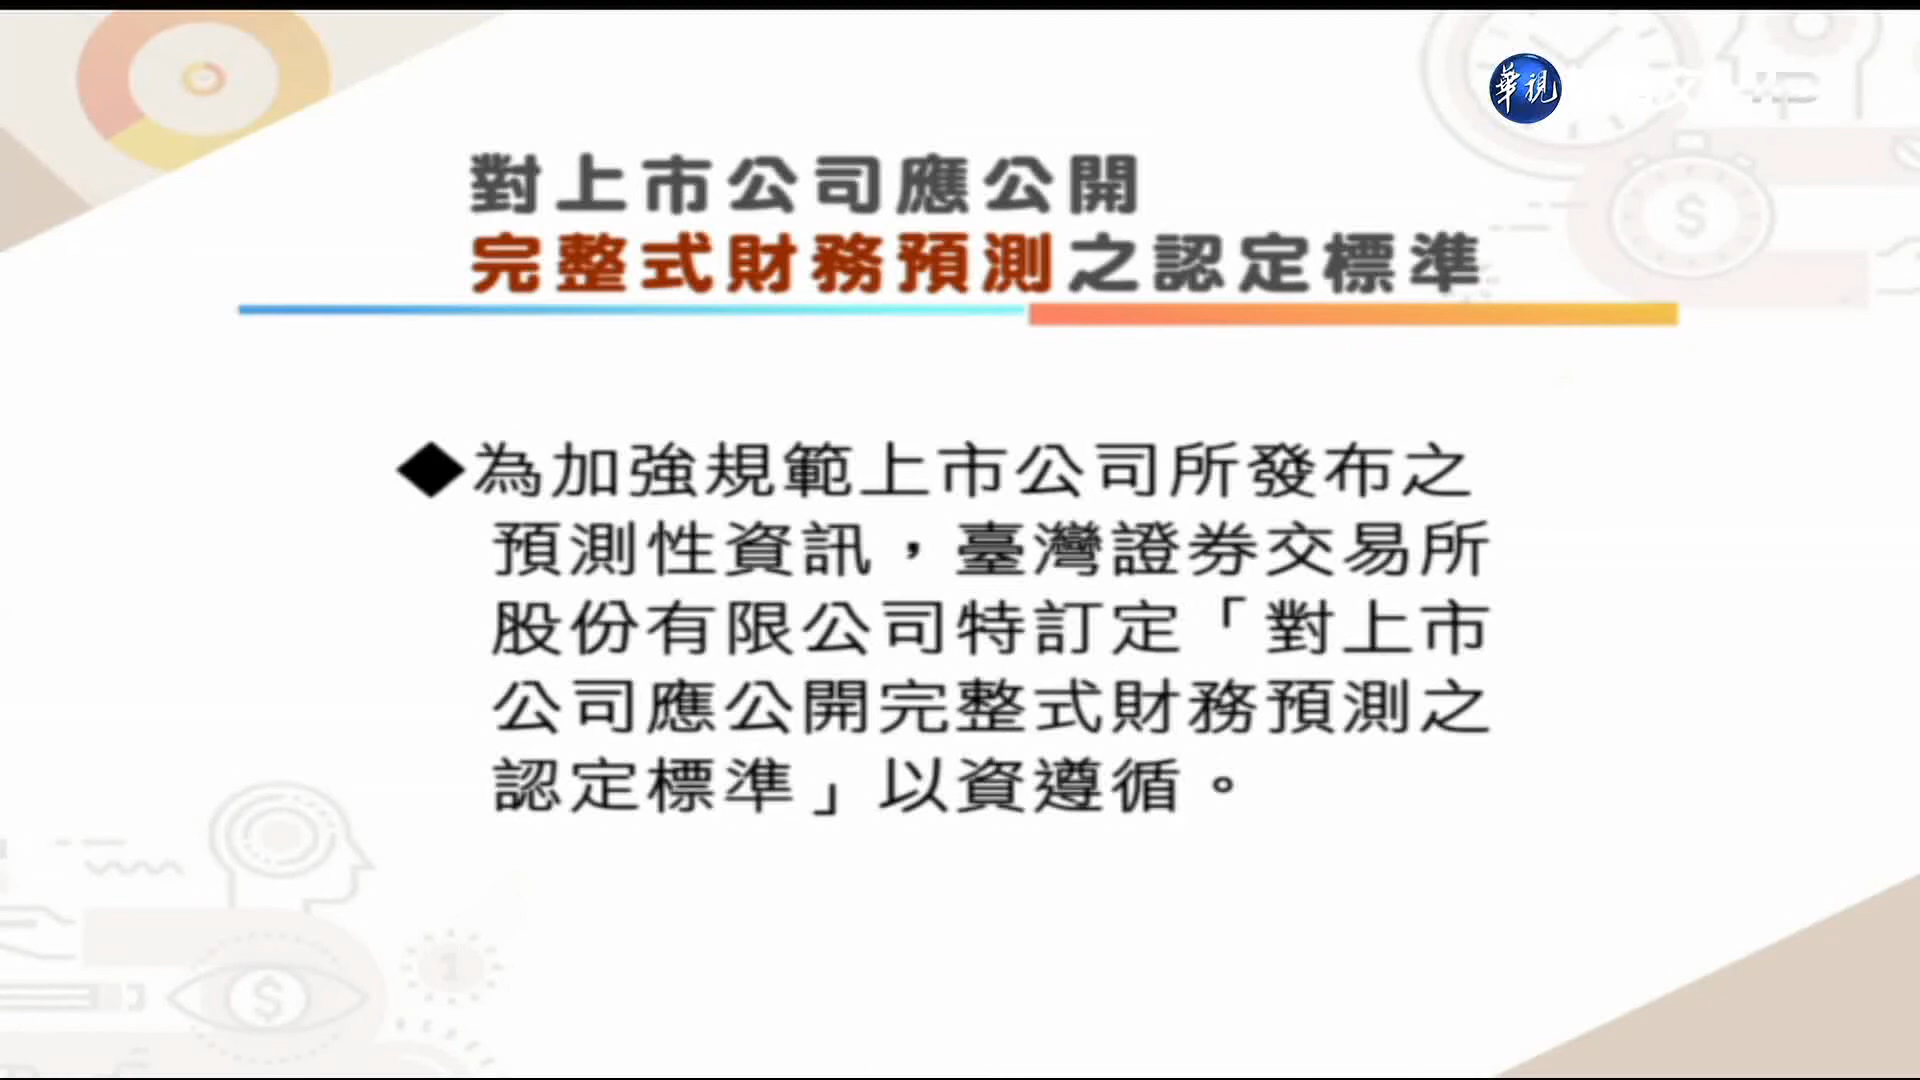 華視
對上市公司應公開
完整式財務預測之認定標準
◆為加強規範上市公司所發布之
預測性資訊，臺灣證券交易所
股份有限公司特訂定「對上市
公司應公開完整式財務預測之
認定標準」以資遵循。
$
$
1